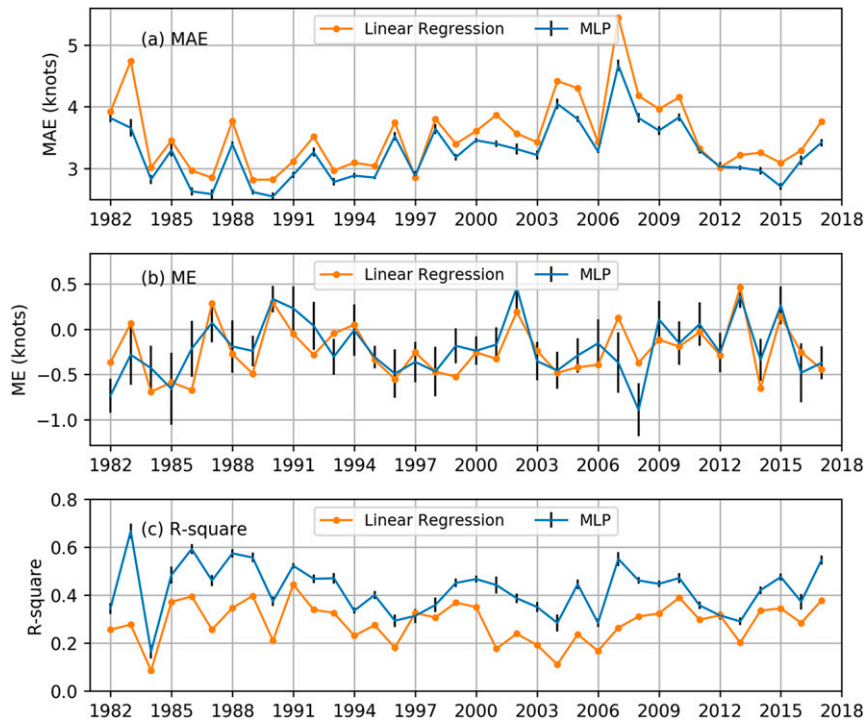 (a) MAE
Linear Regression
MLP
MAE (knots)
5
4
3
1982 1985 1988 1991 1994 1997 2000 2003 2006 2009 2012 2015 2018
(b) ME
Linear Regression
MLP
ME (knots)
0.5
0.0
−0.5
−1.0
1982 1985 1988 1991 1994 1997 2000 2003 2006 2009 2012 2015 2018
(c) R-square
Linear Regression
MLP
R-square
0.8
0.6
0.4
0.2
0.0
1982 1985 1988 1991 1994 1997 2000 2003 2006 2009 2012 2015 2018